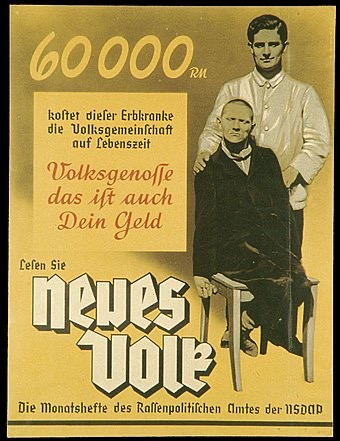 60 000
RM
kostet dieser Erbkranke
die Volksgemeinschaft
auf Lebenszeit
Volksgenosse
das ist auch
Dein Geld
Lesen Sie
Neues
Volk
Die Monatshefte des Rassenpolitischen Amtes der NSDAP